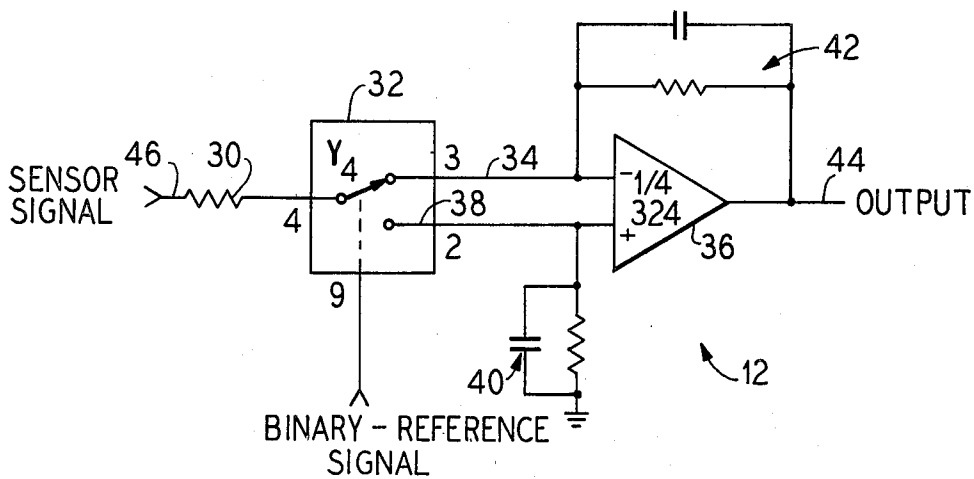 42
32
46
30
SENSOR
SIGNAL
Y4
4
3
34
38
2
9
- 1/4
324
+
36
44
OUTPUT
40
12
BINARY - REFERENCE
SIGNAL